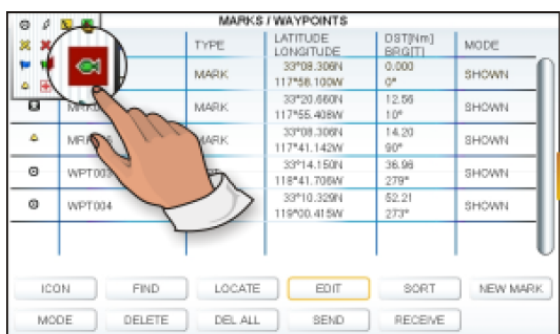 MARKS / WAYPOINTS
TYPE LATITUDE DST[Nm] MODE
LONGITUDE BRG[T]
MARK 33°08.306N 0.000 SHOWN
117°58.100W 0°
MARK 33°20.660N 12.56 SHOWN
117°55.408W 10°
MARK 33°08.306N 14.20 SHOWN
117°41.142W 90°
WPT003 33°14.150N 36.96 SHOWN
118°41.706W 279°
WPT004 33°10.329N 52.21 SHOWN
119°00.415W 273°
ICON FIND LOCATE EDIT SORT NEW MARK
MODE DELETE DEL ALL SEND RECEIVE